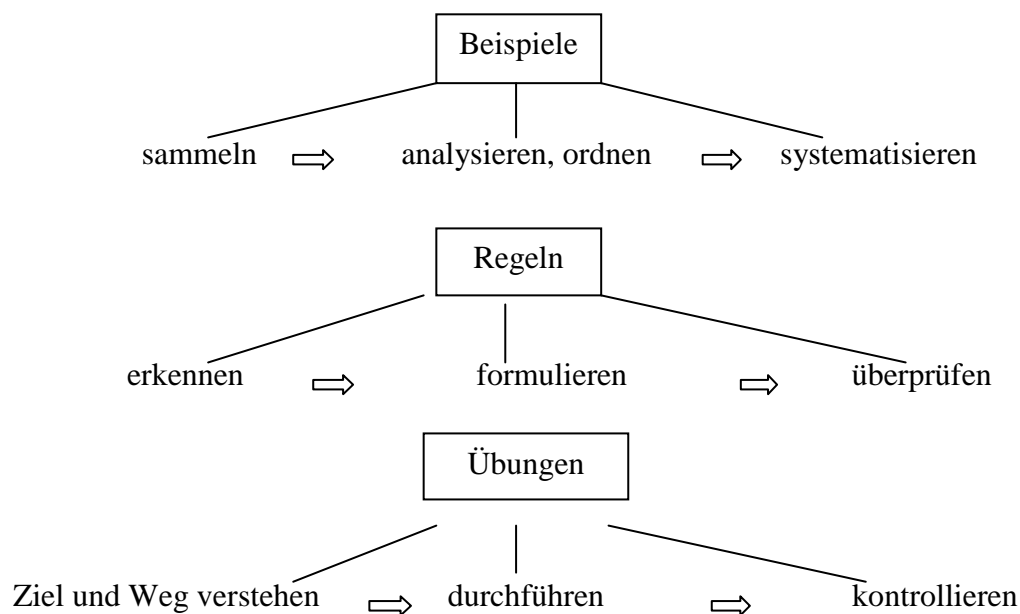 Beispiele
sammeln analysieren, ordnen systematisieren
Regeln
erkennen formulieren überprüfen
Übungen
Ziel und Weg verstehen durchführen kontrollieren